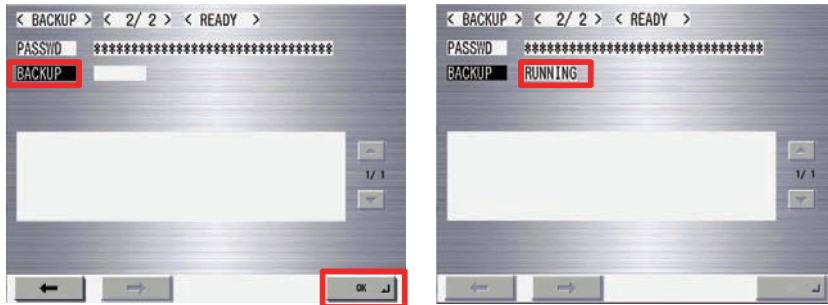 < BACKUP > < 2/ 2 > < READY >
PASSWD ********************************
BACKUP
1/ 1
OK
< BACKUP > < 2/ 2 > < READY >
PASSWD ********************************
BACKUP RUNNING
1/ 1